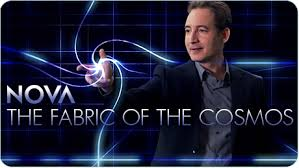 NOVA
THE FABRIC OF THE COSMOS